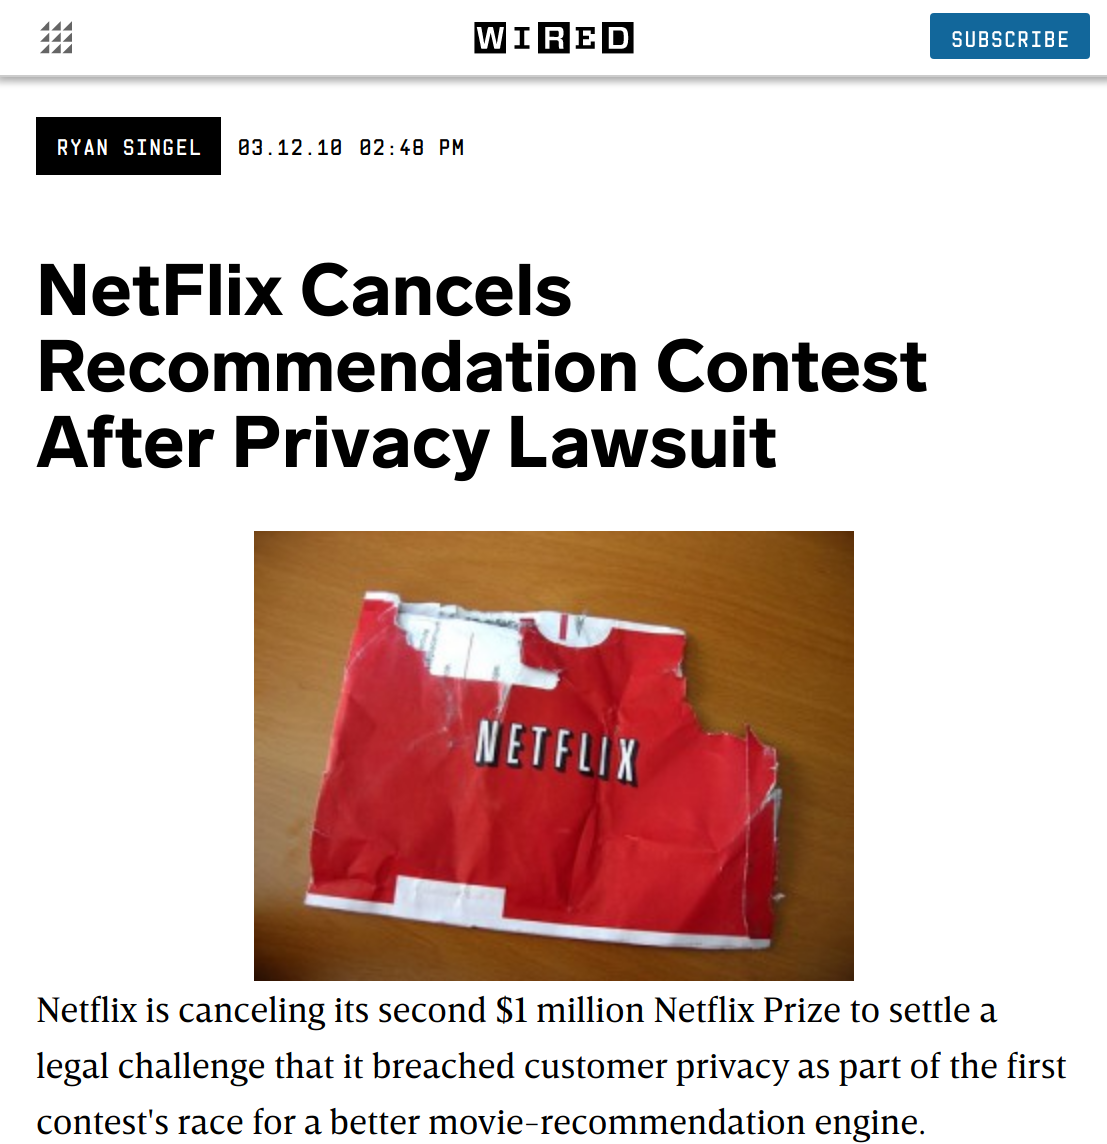 WIRED
SUBSCRIBE
RYAN SINGEL 03.12.10 02:48 PM
NetFlix Cancels
Recommendation Contest
After Privacy Lawsuit
NETFLIX
Netflix is canceling its second $1 million Netflix Prize to settle a
legal challenge that it breached customer privacy as part of the first
contest's race for a better movie-recommendation engine.